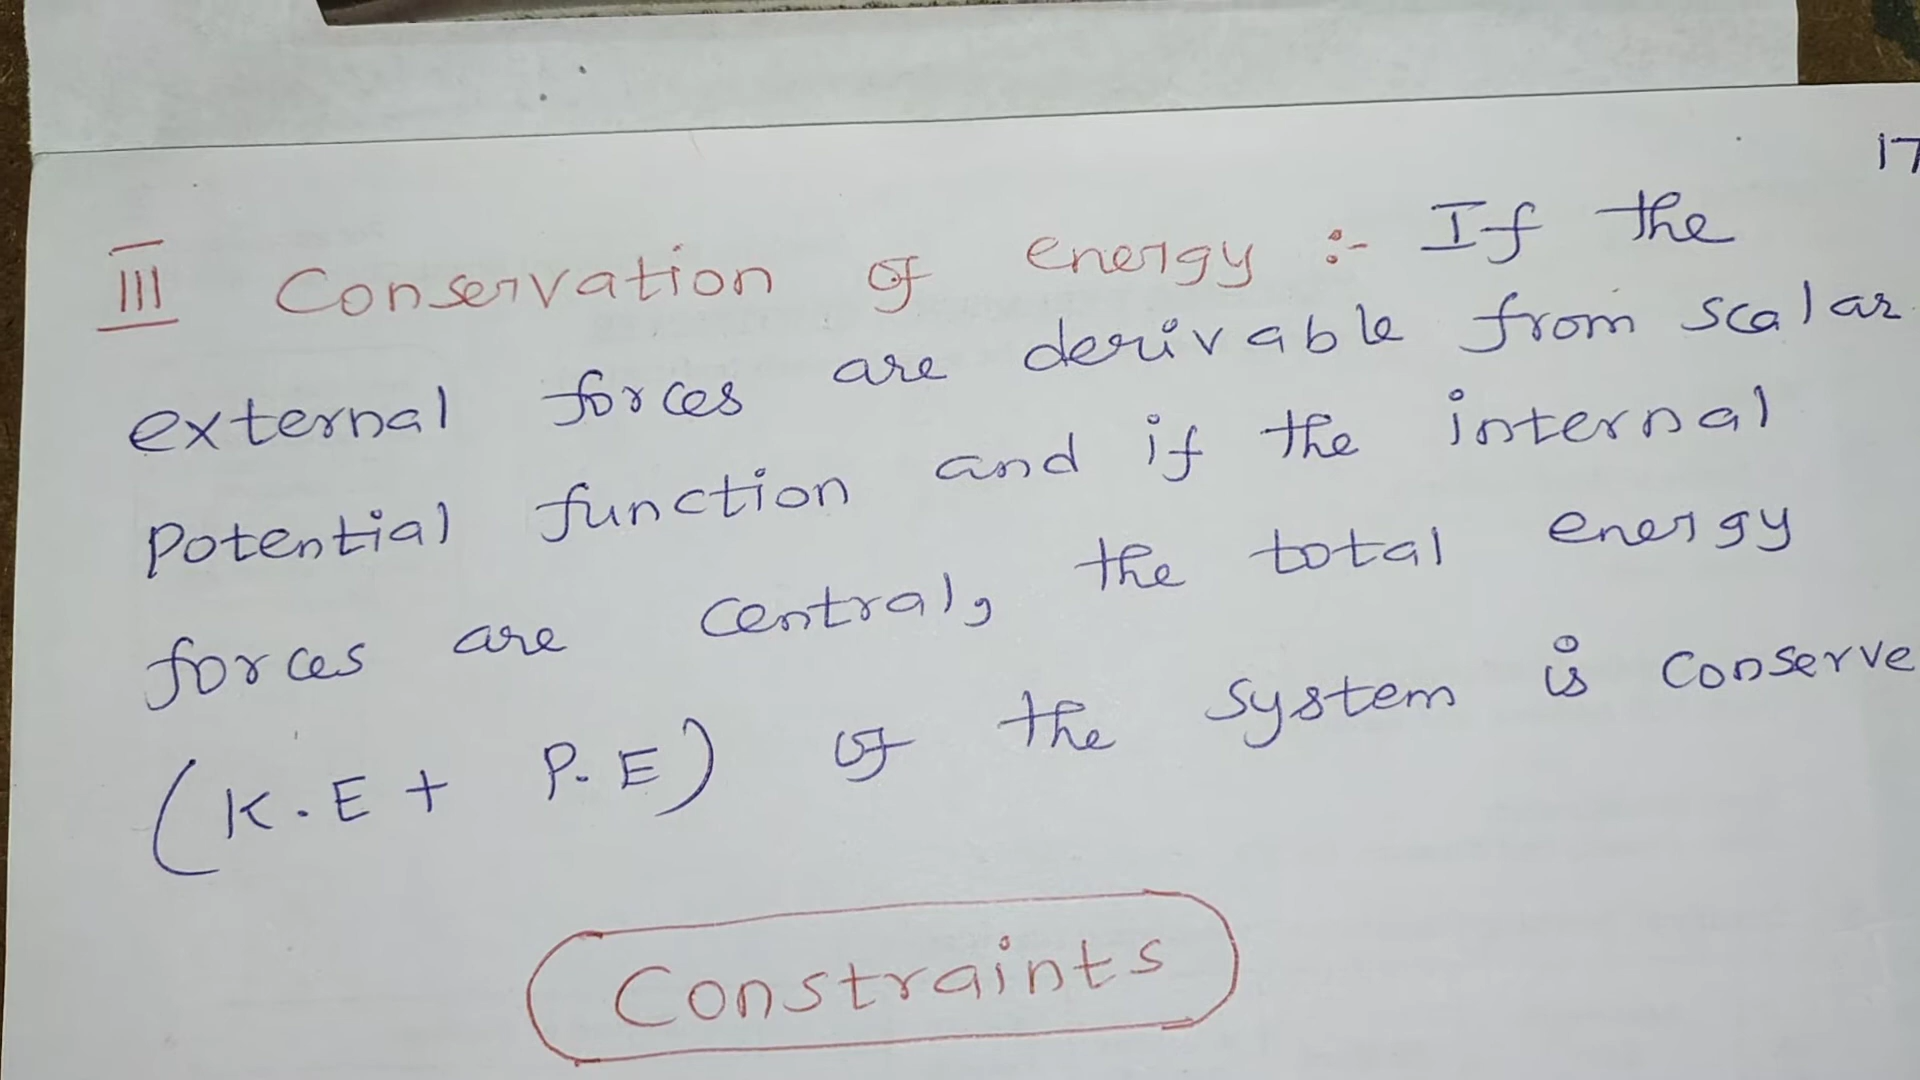 17
III Conservation of energy :- If the
external forces are derivable from scalar
potential function and if the internal
forces are central, the total energy
(K.E + P.E) of the system is conserve
Constraints